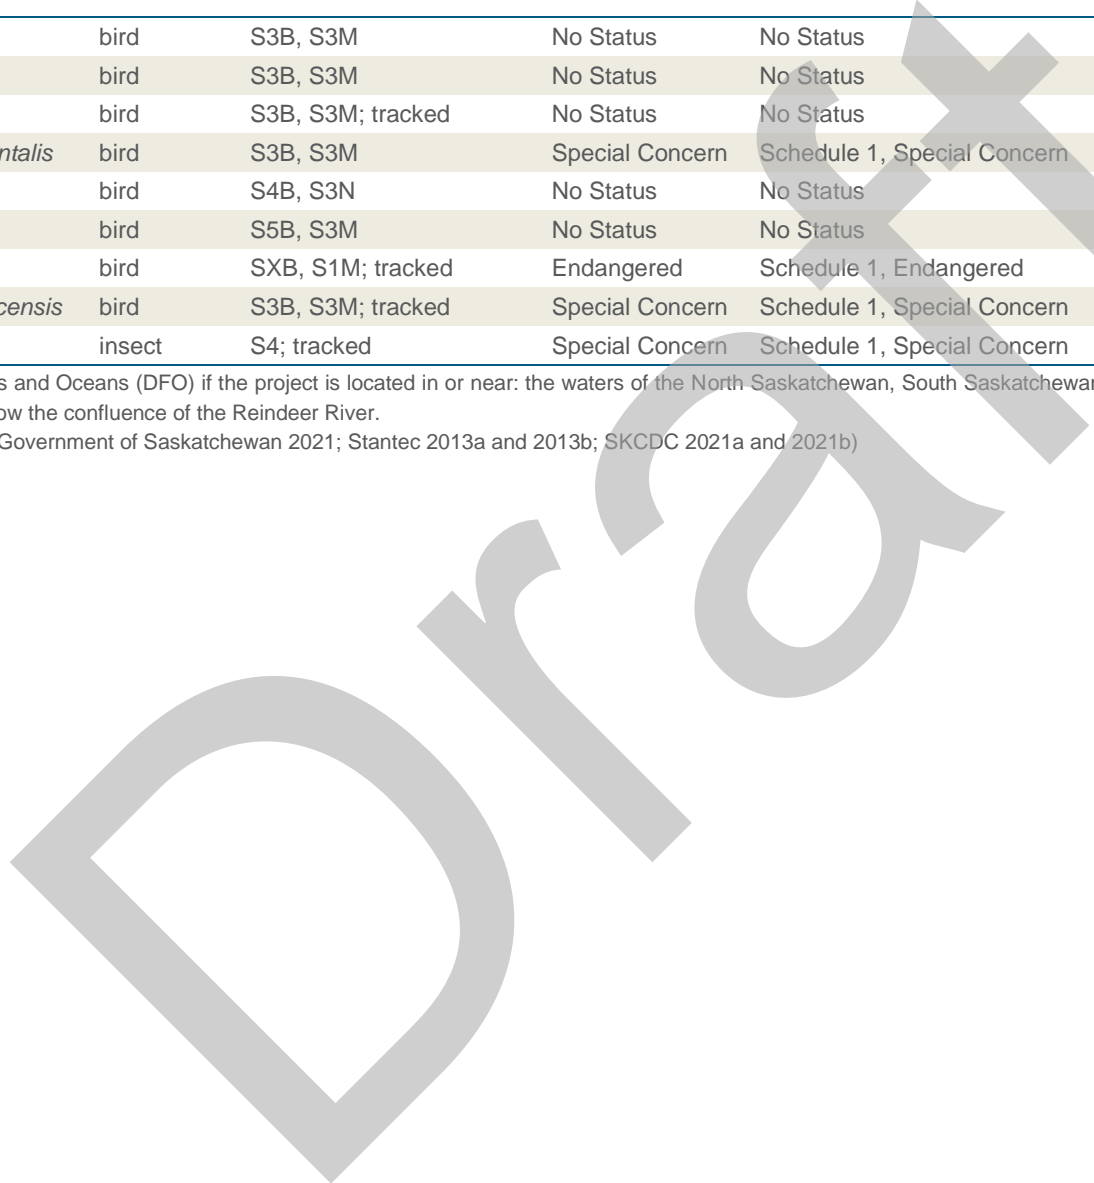 bird S3B, S3M No Status No Status
bird S3B, S3M No Status No Status
bird S3B, S3M; tracked No Status No Status
ntalis bird S3B, S3M Special Concern Schedule 1, Special Concern
bird S4B, S3N No Status No Status
bird S5B, S3M No Status No Status
bird SXB, S1M; tracked Endangered Schedule 1, Endangered
censis bird S3B, S3M; tracked Special Concern Schedule 1, Special Concern
insect S4; tracked Special Concern Schedule 1, Special Concern
s and Oceans (DFO) if the project is located in or near: the waters of the North Saskatchewan, South Saskatchewan
ow the confluence of the Reindeer River.
Government of Saskatchewan 2021; Stantec 2013a and 2013b; SKCDC 2021a and 2021b)
Draft